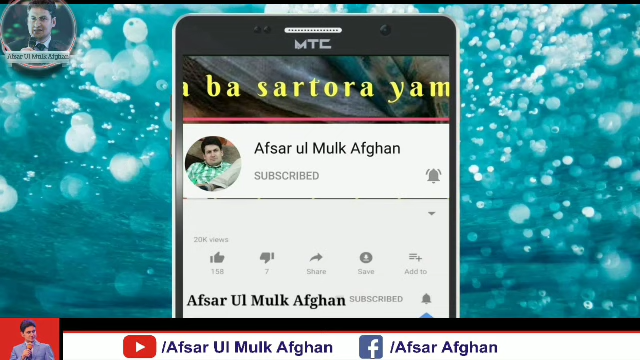 Afsar Ul Mulk Afghan
MTC
a ba sartora yam
Afsar ul Mulk Afghan
SUBSCRIBED
20K views
158 7 Share Save Add to
Afsar Ul Mulk Afghan SUBSCRIBED
/Afsar Ul Mulk Afghan /Afsar Afghan